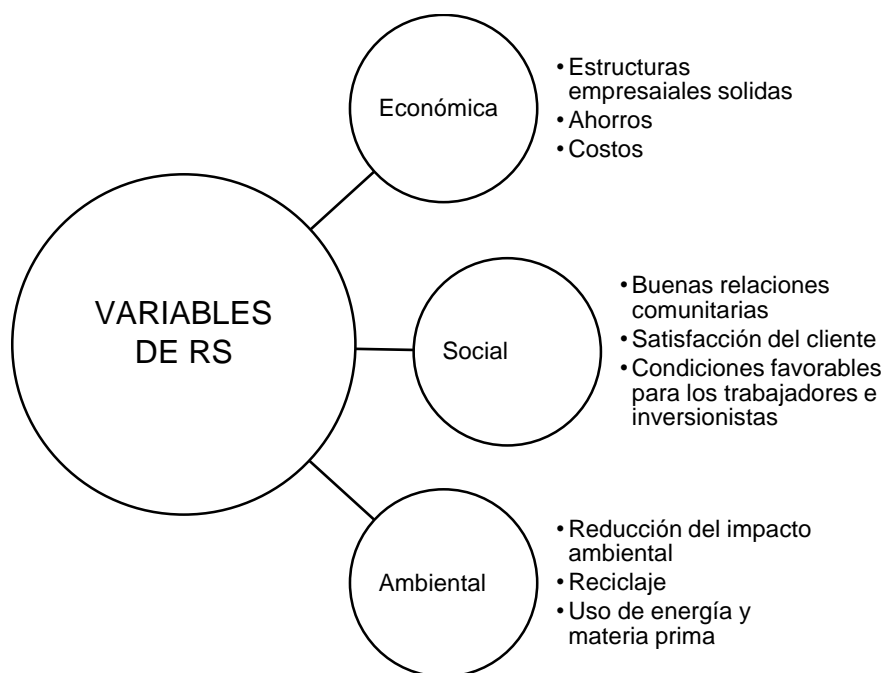 Económica
• Estructuras
empresaiales solidas
• Ahorros
• Costos
VARIABLES
DE RS
Social
• Buenas relaciones
comunitarias
• Satisfacción del cliente
• Condiciones favorables
para los trabajadores e
inversionistas
Ambiental
• Reducción del impacto
ambiental
• Reciclaje
• Uso de energía y
materia prima